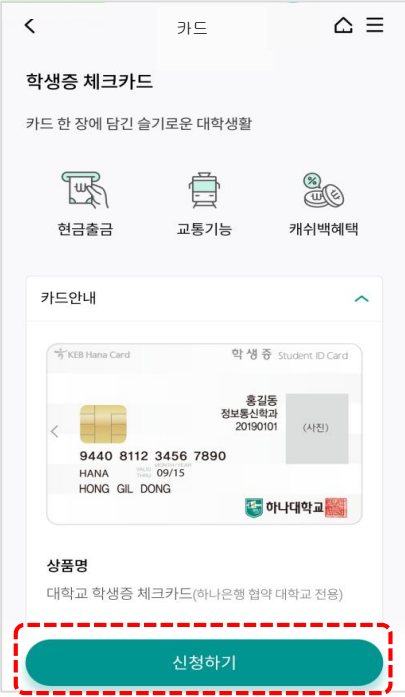 카드
학생증 체크카드
카드 한 장에 담긴 슬기로운 대학생활
현금출금
교통기능
캐쉬백혜택
카드안내
KEB Hana Card
학 생 증 Student ID Card
홍길동
정보통신학과
20190101
(사진)
9440 8112 3456 7890
MONTH/YEAR
HANA VALID THRU 09/15
HONG GIL DONG
하나대학교
상품명
대학교 학생증 체크카드(하나은행 협약 대학교 전용)
신청하기